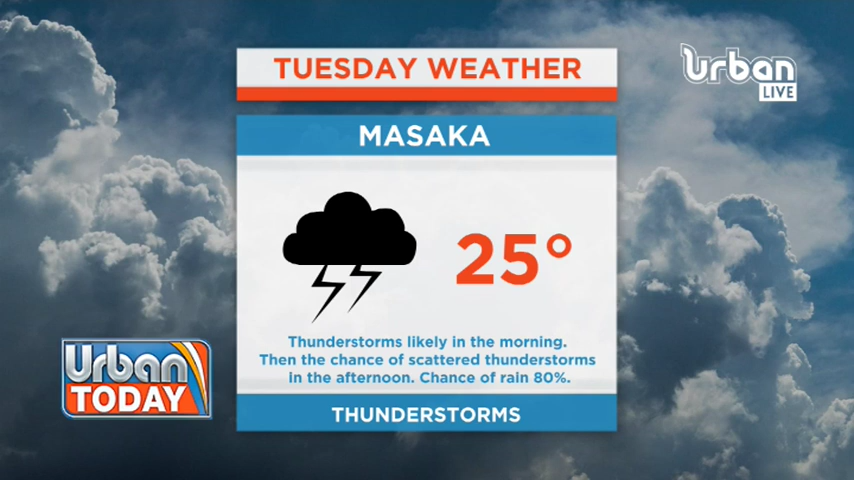 TUESDAY WEATHER
Urban
LIVE
MASAKA
25°
Thunderstorms likely in the morning.
Then the chance of scattered thunderstorms
in the afternoon. Chance of rain 80%.
THUNDERSTORMS
Urban
TODAY